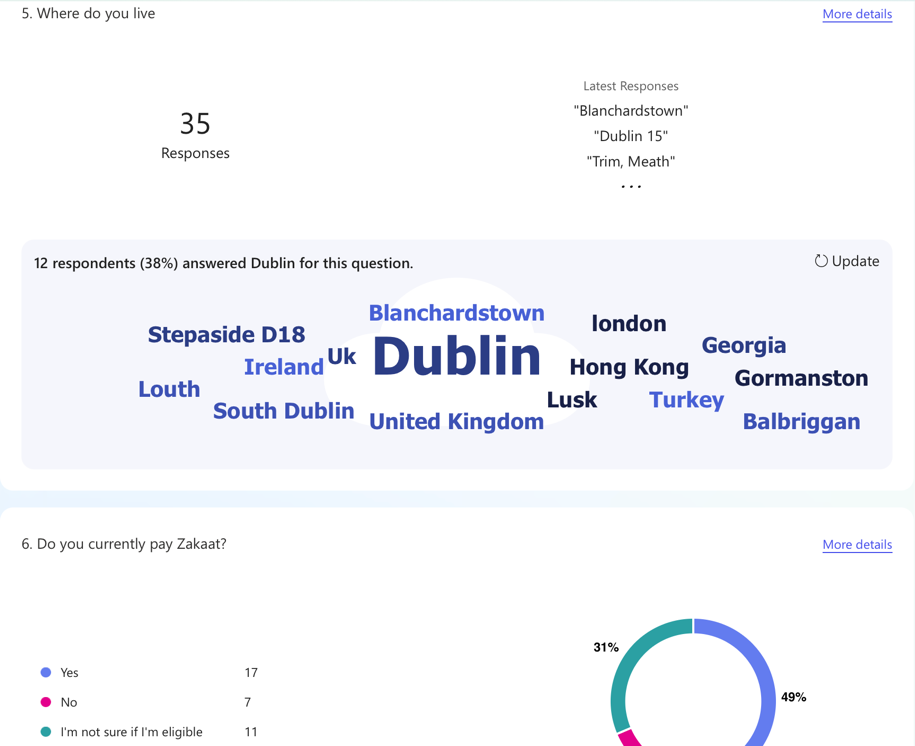 5. Where do you live
More details
35
Responses
Latest Responses
"Blanchardstown"
"Dublin 15"
"Trim, Meath"
...
12 respondents (38%) answered Dublin for this question.
Update
Blanchardstown
london
Stepaside D18
Georgia
Uk
Dublin
Ireland
Hong Kong
Gormanston
Louth
Lusk
Turkey
South Dublin
United Kingdom
Balbriggan
6. Do you currently pay Zakaat?
More details
31%
Yes 17
49%
No 7
I'm not sure if I'm eligible 11